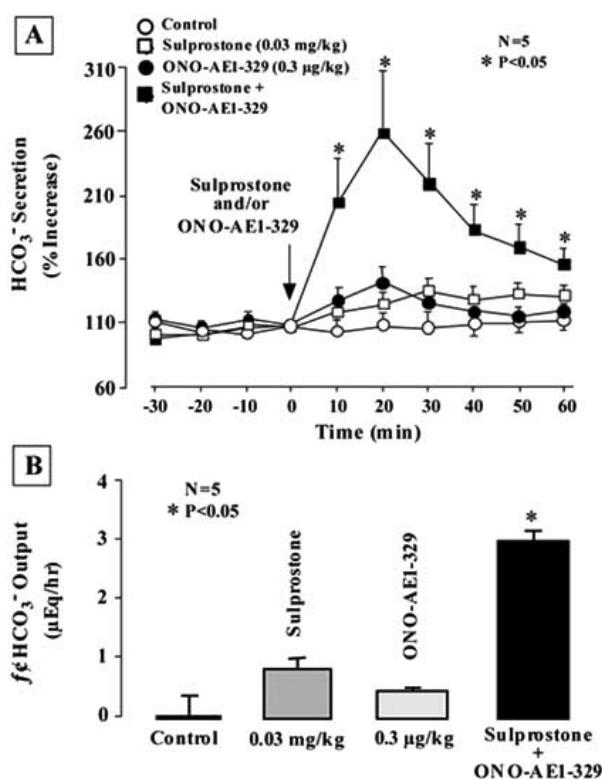 A
Control
Sulprostone (0.03 mg/kg)
ONO-AE1-329 (0.3 µg/kg)
Sulprostone +
ONO-AE1-329
N=5
* P<0.05
HCO3- Secretion
(% Increase)
310
260
210
160
110
60
Sulprostone
and/or
ONO-AE1-329
* * * * * *
-30 -20 -10 0 10 20 30 40 50 60
Time (min)
B
N=5
* P<0.05
ƒ¢HCO3- Output
(µEq/hr)
4
3
2
1
0
Sulprostone
ONO-AE1-329
*
Control 0.03 mg/kg 0.3 µg/kg Sulprostone
+
ONO-AE1-329